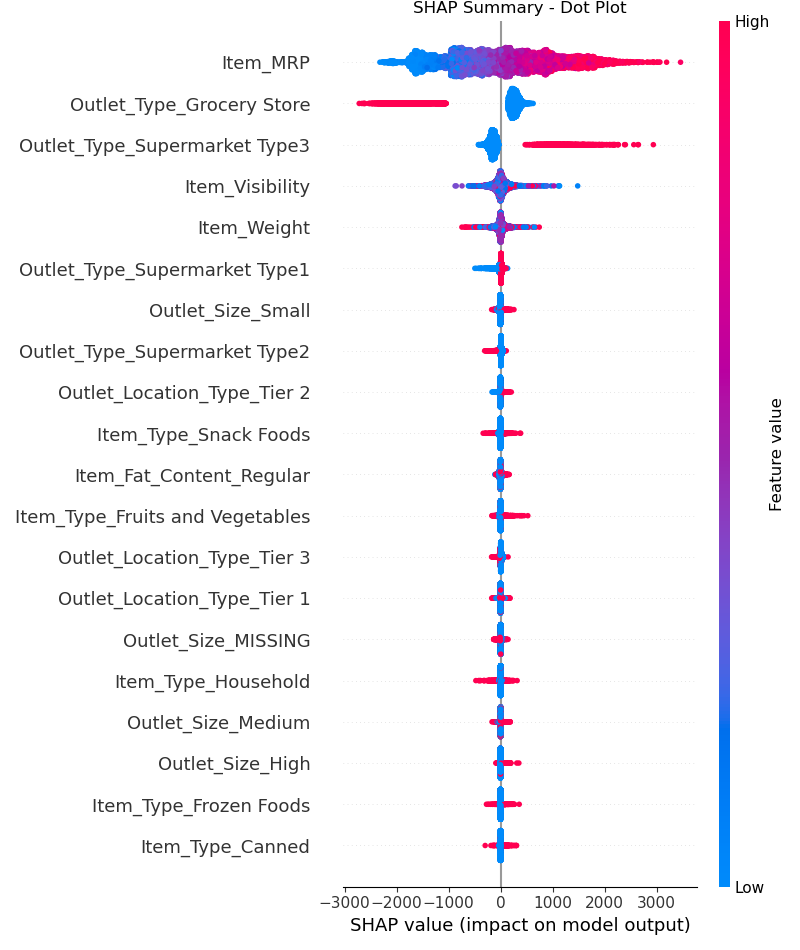 SHAP Summary - Dot Plot
High
Item_MRP
Outlet_Type_Grocery Store
Outlet_Type_Supermarket Type3
Item_Visibility
Item_Weight
Outlet_Type_Supermarket Type1
Outlet_Size_Small
Outlet_Type_Supermarket Type2
Outlet_Location_Type_Tier 2
Item_Type_Snack Foods
Item_Fat_Content_Regular
Item_Type_Fruits and Vegetables
Outlet_Location_Type_Tier 3
Outlet_Location_Type_Tier 1
Outlet_Size_MISSING
Item_Type_Household
Outlet_Size_Medium
Outlet_Size_High
Item_Type_Frozen Foods
Item_Type_Canned
Feature value
Low
−3000 −2000 −1000 0 1000 2000 3000
SHAP value (impact on model output)